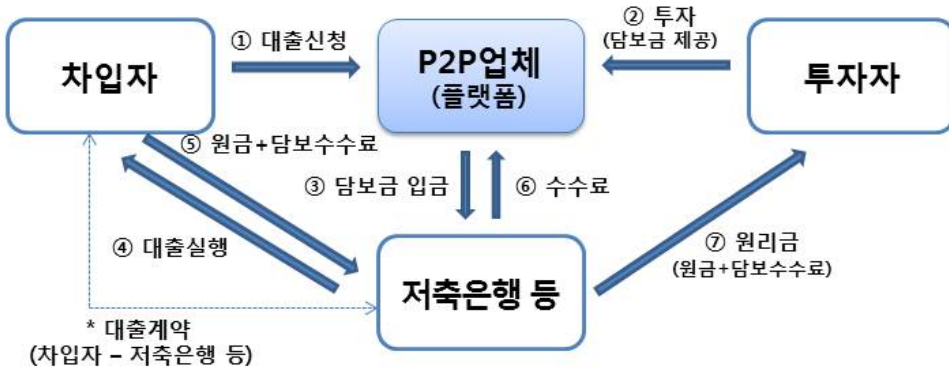 ① 대출신청
② 투자
(담보금 제공)
차입자
P2P업체
(플랫폼)
투자자
⑤ 원금+담보수수료
③ 담보금 입금
⑥ 수수료
④ 대출실행
⑦ 원리금
(원금+담보수수료)
저축은행 등
* 대출계약
(차입자 – 저축은행 등)